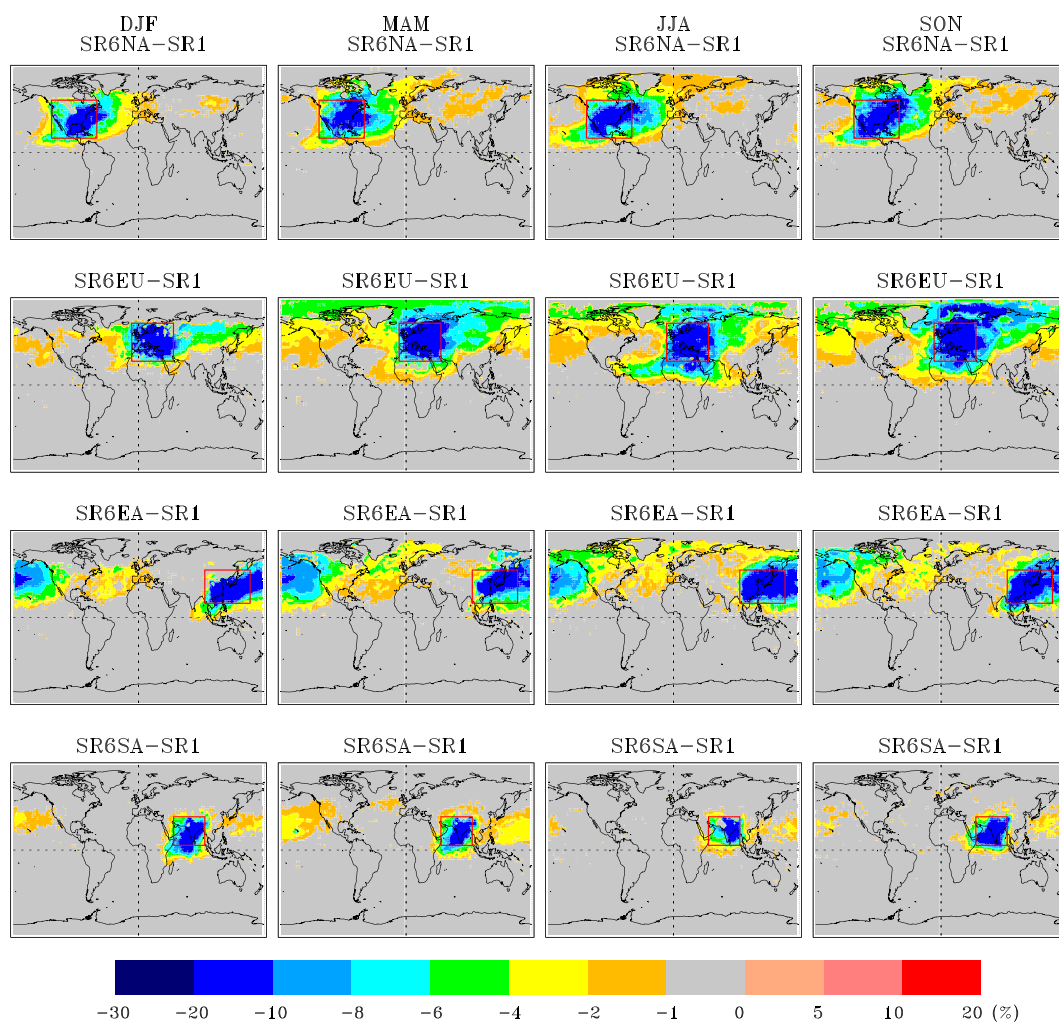 DJF MAM JJA SON
SR6NA-SR1 SR6NA-SR1 SR6NA-SR1 SR6NA-SR1
SR6EU-SR1 SR6EU-SR1 SR6EU-SR1 SR6EU-SR1
SR6EA-SR1 SR6EA-SR1 SR6EA-SR1 SR6EA-SR1
SR6SA-SR1 SR6SA-SR1 SR6SA-SR1 SR6SA-SR1
-30 -20 -10 -8 -6 -4 -2 -1 0 5 10 20 (%)